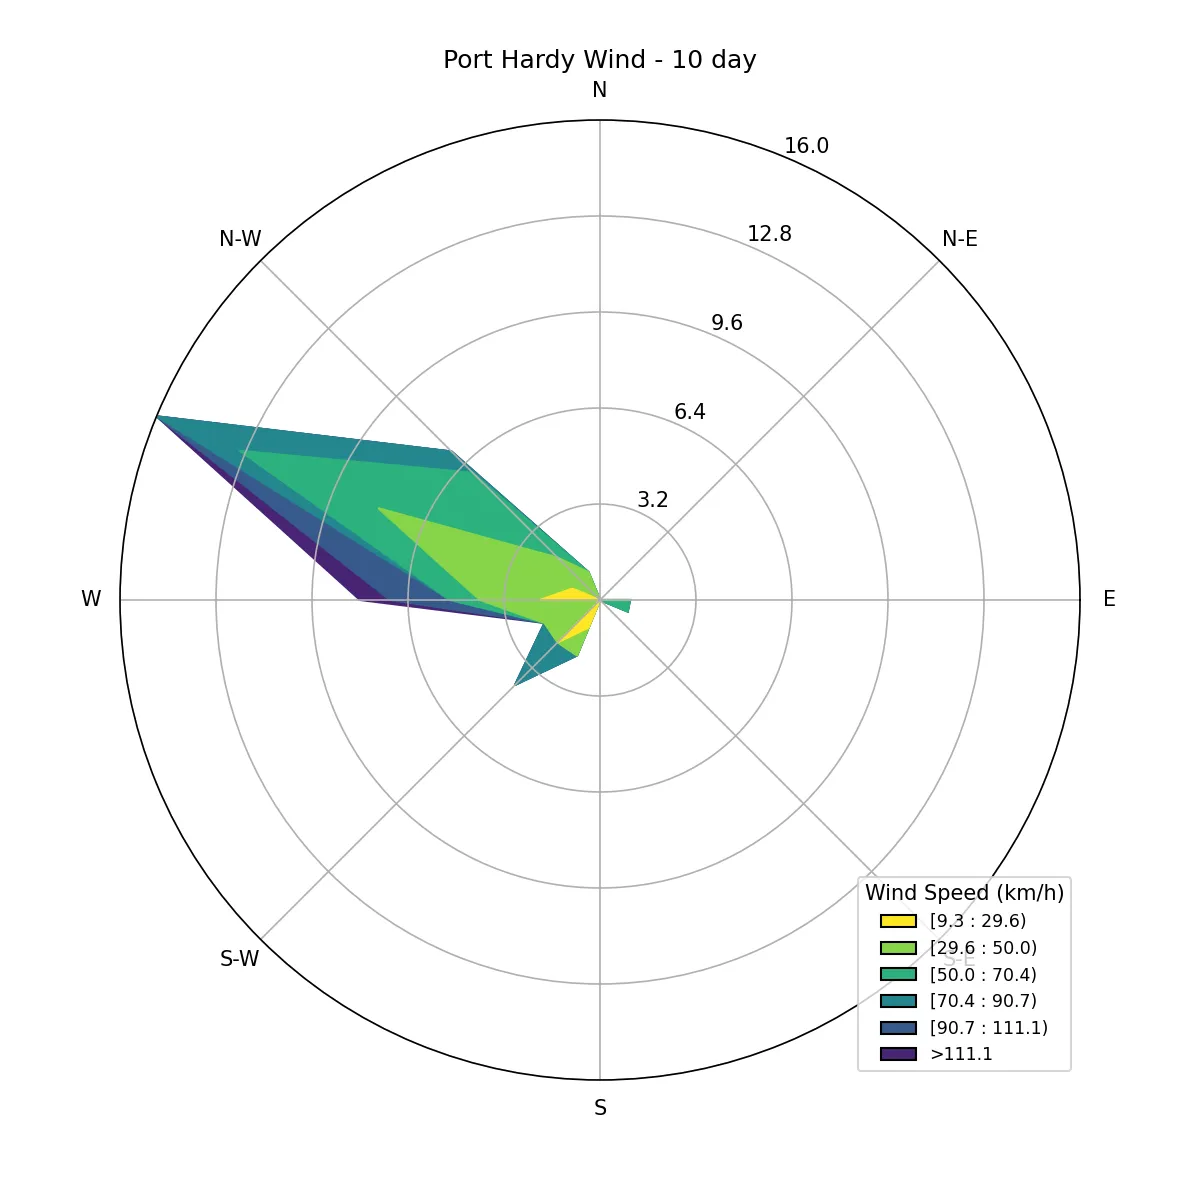 Port Hardy Wind - 10 day
N
16.0
N-W
12.8
N-E
9.6
6.4
3.2
W
E
S-W
S-E
S
Wind Speed (km/h)
[9.3 : 29.6)
[29.6 : 50.0)
[50.0 : 70.4)
[70.4 : 90.7)
[90.7 : 111.1)
>111.1